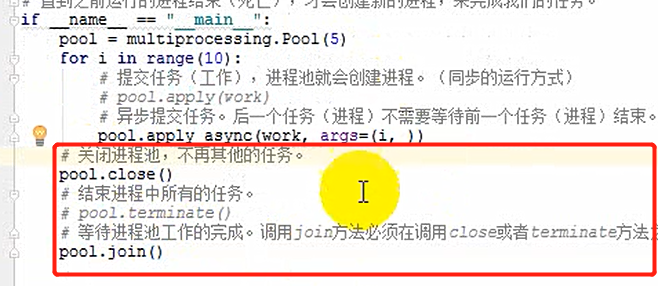 # 直到之前运行的进程结束（死亡），才会创建新的进程，来完成我们的任务。
if __name__ == "__main__":
pool = multiprocessing.Pool(5)
for i in range(10):
# 提交任务（工作），进程池就会创建进程。（同步的运行方式）
# pool.apply(work)
# 异步提交任务。后一个任务（进程）不需要等待前一个任务（进程）结束。
pool.apply_async(work, args=(i, ))
# 关闭进程池，不再其他的任务。
pool.close()
# 结束进程中所有的任务。
# pool.terminate()
# 等待进程池工作的完成。调用join方法必须在调用close或者terminate方法之
pool.join()